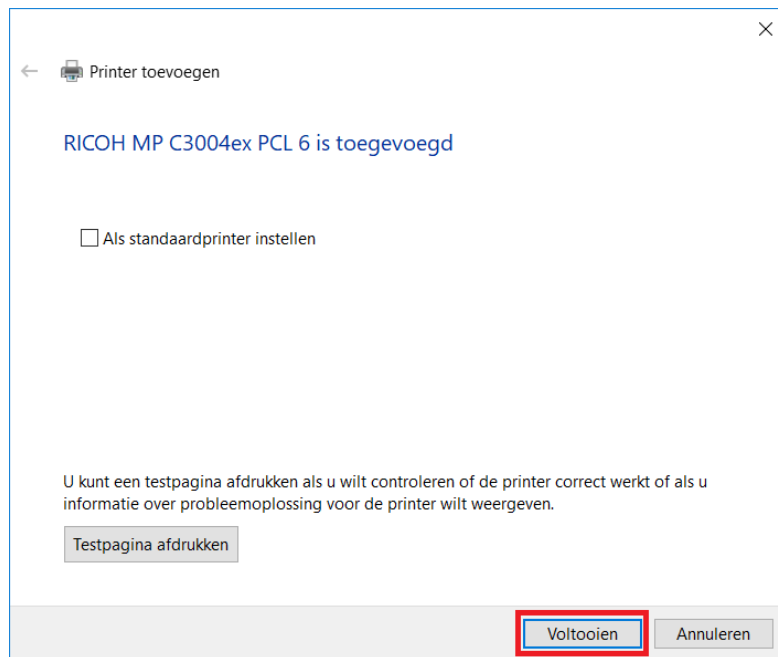 Printer toevoegen
RICOH MP C3004ex PCL 6 is toegevoegd
Als standaardprinter instellen
U kunt een testpagina afdrukken als u wilt controleren of de printer correct werkt of als u
informatie over probleemoplossing voor de printer wilt weergeven.
Testpagina afdrukken
Voltooien Annuleren